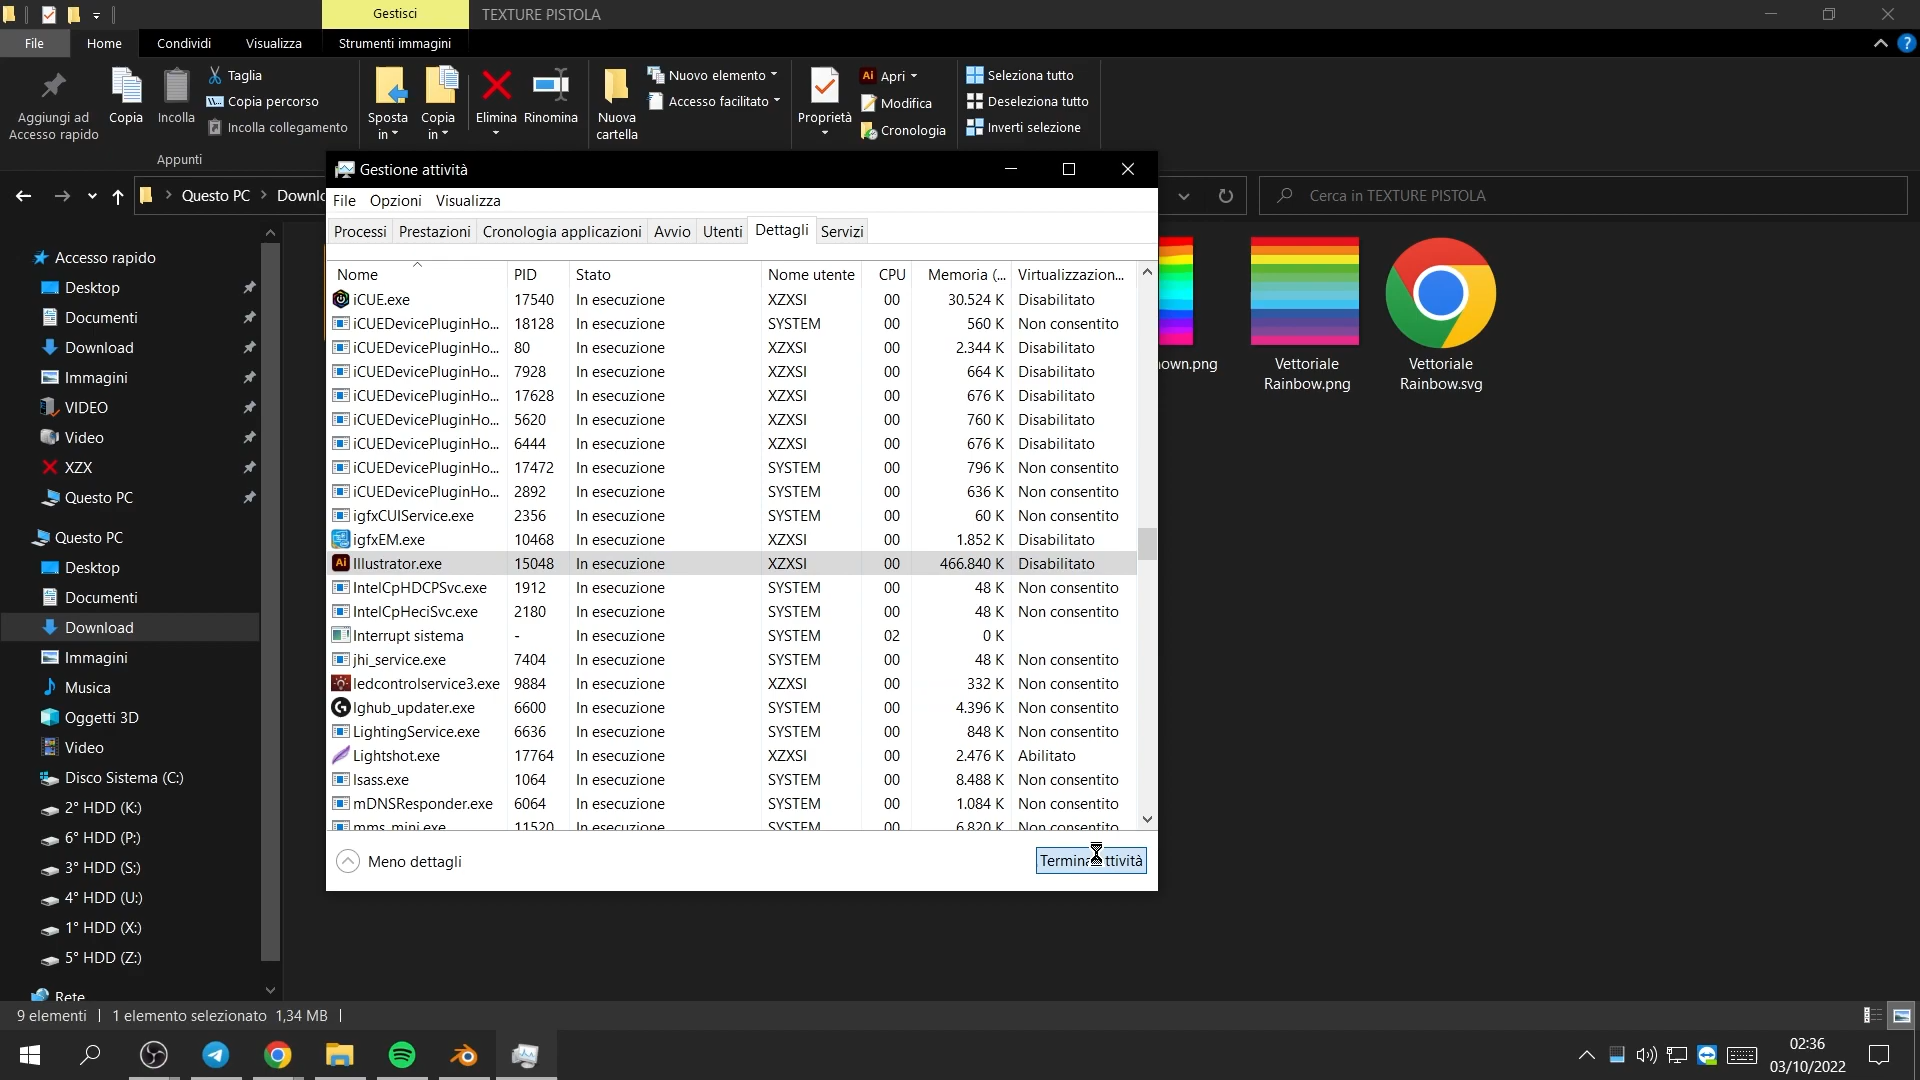 Gestisci
TEXTURE PISTOLA
File
Home
Condividi
Visualizza
Strumenti immagini
Aggiungi ad
Accesso rapido
Copia
Incolla
Taglia
Copia percorso
Incolla collegamento
Appunti
Sposta
in
Copia
in
Elimina
Rinomina
Nuova
cartella
Nuovo elemento
Accesso facilitato
Proprietà
Apri
Modifica
Cronologia
Seleziona tutto
Deseleziona tutto
Inverti selezione
Questo PC
Cerca in TEXTURE PISTOLA
Accesso rapido
Desktop
Documenti
Download
Immagini
VIDEO
Video
XZX
Questo PC
Questo PC
Desktop
Documenti
Download
Immagini
Musica
Oggetti 3D
Video
Disco Sistema (C:)
2° HDD (K:)
6° HDD (P:)
3° HDD (S:)
4° HDD (U:)
1° HDD (X:)
5° HDD (Z:)
Rete
Gestione attività
File Opzioni Visualizza
Processi Prestazioni Cronologia applicazioni Avvio Utenti Dettagli Servizi
Nome PID Stato Nome utente CPU Memoria (... Virtualizzazion...
iCUE.exe 17540 In esecuzione XZXSI 00 30.524 K Disabilitato
iCUEDevicePluginHo... 18128 In esecuzione SYSTEM 00 560 K Non consentito
iCUEDevicePluginHo... 80 In esecuzione XZXSI 00 2.344 K Disabilitato
iCUEDevicePluginHo... 7928 In esecuzione XZXSI 00 664 K Disabilitato
iCUEDevicePluginHo... 17628 In esecuzione XZXSI 00 676 K Disabilitato
iCUEDevicePluginHo... 5620 In esecuzione XZXSI 00 760 K Disabilitato
iCUEDevicePluginHo... 6444 In esecuzione XZXSI 00 676 K Disabilitato
iCUEDevicePluginHo... 17472 In esecuzione SYSTEM 00 796 K Non consentito
iCUEDevicePluginHo... 2892 In esecuzione SYSTEM 00 636 K Non consentito
igfxCUIService.exe 2356 In esecuzione SYSTEM 00 60 K Non consentito
igfxEM.exe 10468 In esecuzione XZXSI 00 1.852 K Disabilitato
Illustrator.exe 15048 In esecuzione XZXSI 00 466.840 K Disabilitato
IntelCpHDCPSvc.exe 1912 In esecuzione SYSTEM 00 48 K Non consentito
IntelCpHeciSvc.exe 2180 In esecuzione SYSTEM 00 48 K Non consentito
Interrupt sistema - In esecuzione SYSTEM 02 0 K
jhi_service.exe 7404 In esecuzione SYSTEM 00 48 K Non consentito
ledcontrolservice3.exe 9884 In esecuzione XZXSI 00 332 K Non consentito
lghub_updater.exe 6600 In esecuzione SYSTEM 00 4.396 K Non consentito
LightingService.exe 6636 In esecuzione SYSTEM 00 848 K Non consentito
Lightshot.exe 17764 In esecuzione XZXSI 00 2.476 K Abilitato
lsass.exe 1064 In esecuzione SYSTEM 00 8.488 K Non consentito
mDNSResponder.exe 6064 In esecuzione SYSTEM 00 1.084 K Non consentito
mms_mini.exe 11520 In esecuzione SYSTEM 00 6.820 K Non consentito
Meno dettagli
Termina attività
own.png
Vettoriale
Rainbow.png
Vettoriale
Rainbow.svg
9 elementi
1 elemento selezionato 1,34 MB
02:36
03/10/2022